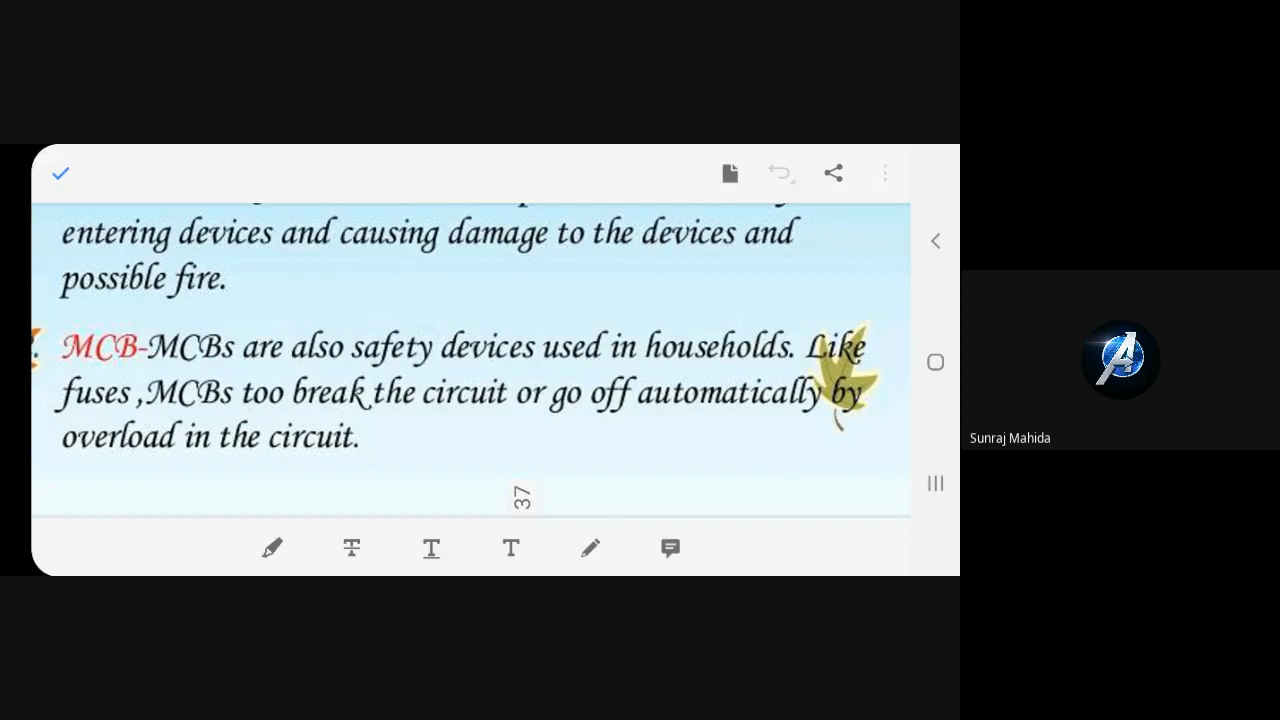 entering devices and causing damage to the devices and
possible fire.
MCB-MCBs are also safety devices used in households. Like
fuses ,MCBs too break the circuit or go off automatically by
overload in the circuit.
37
Sunraj Mahida